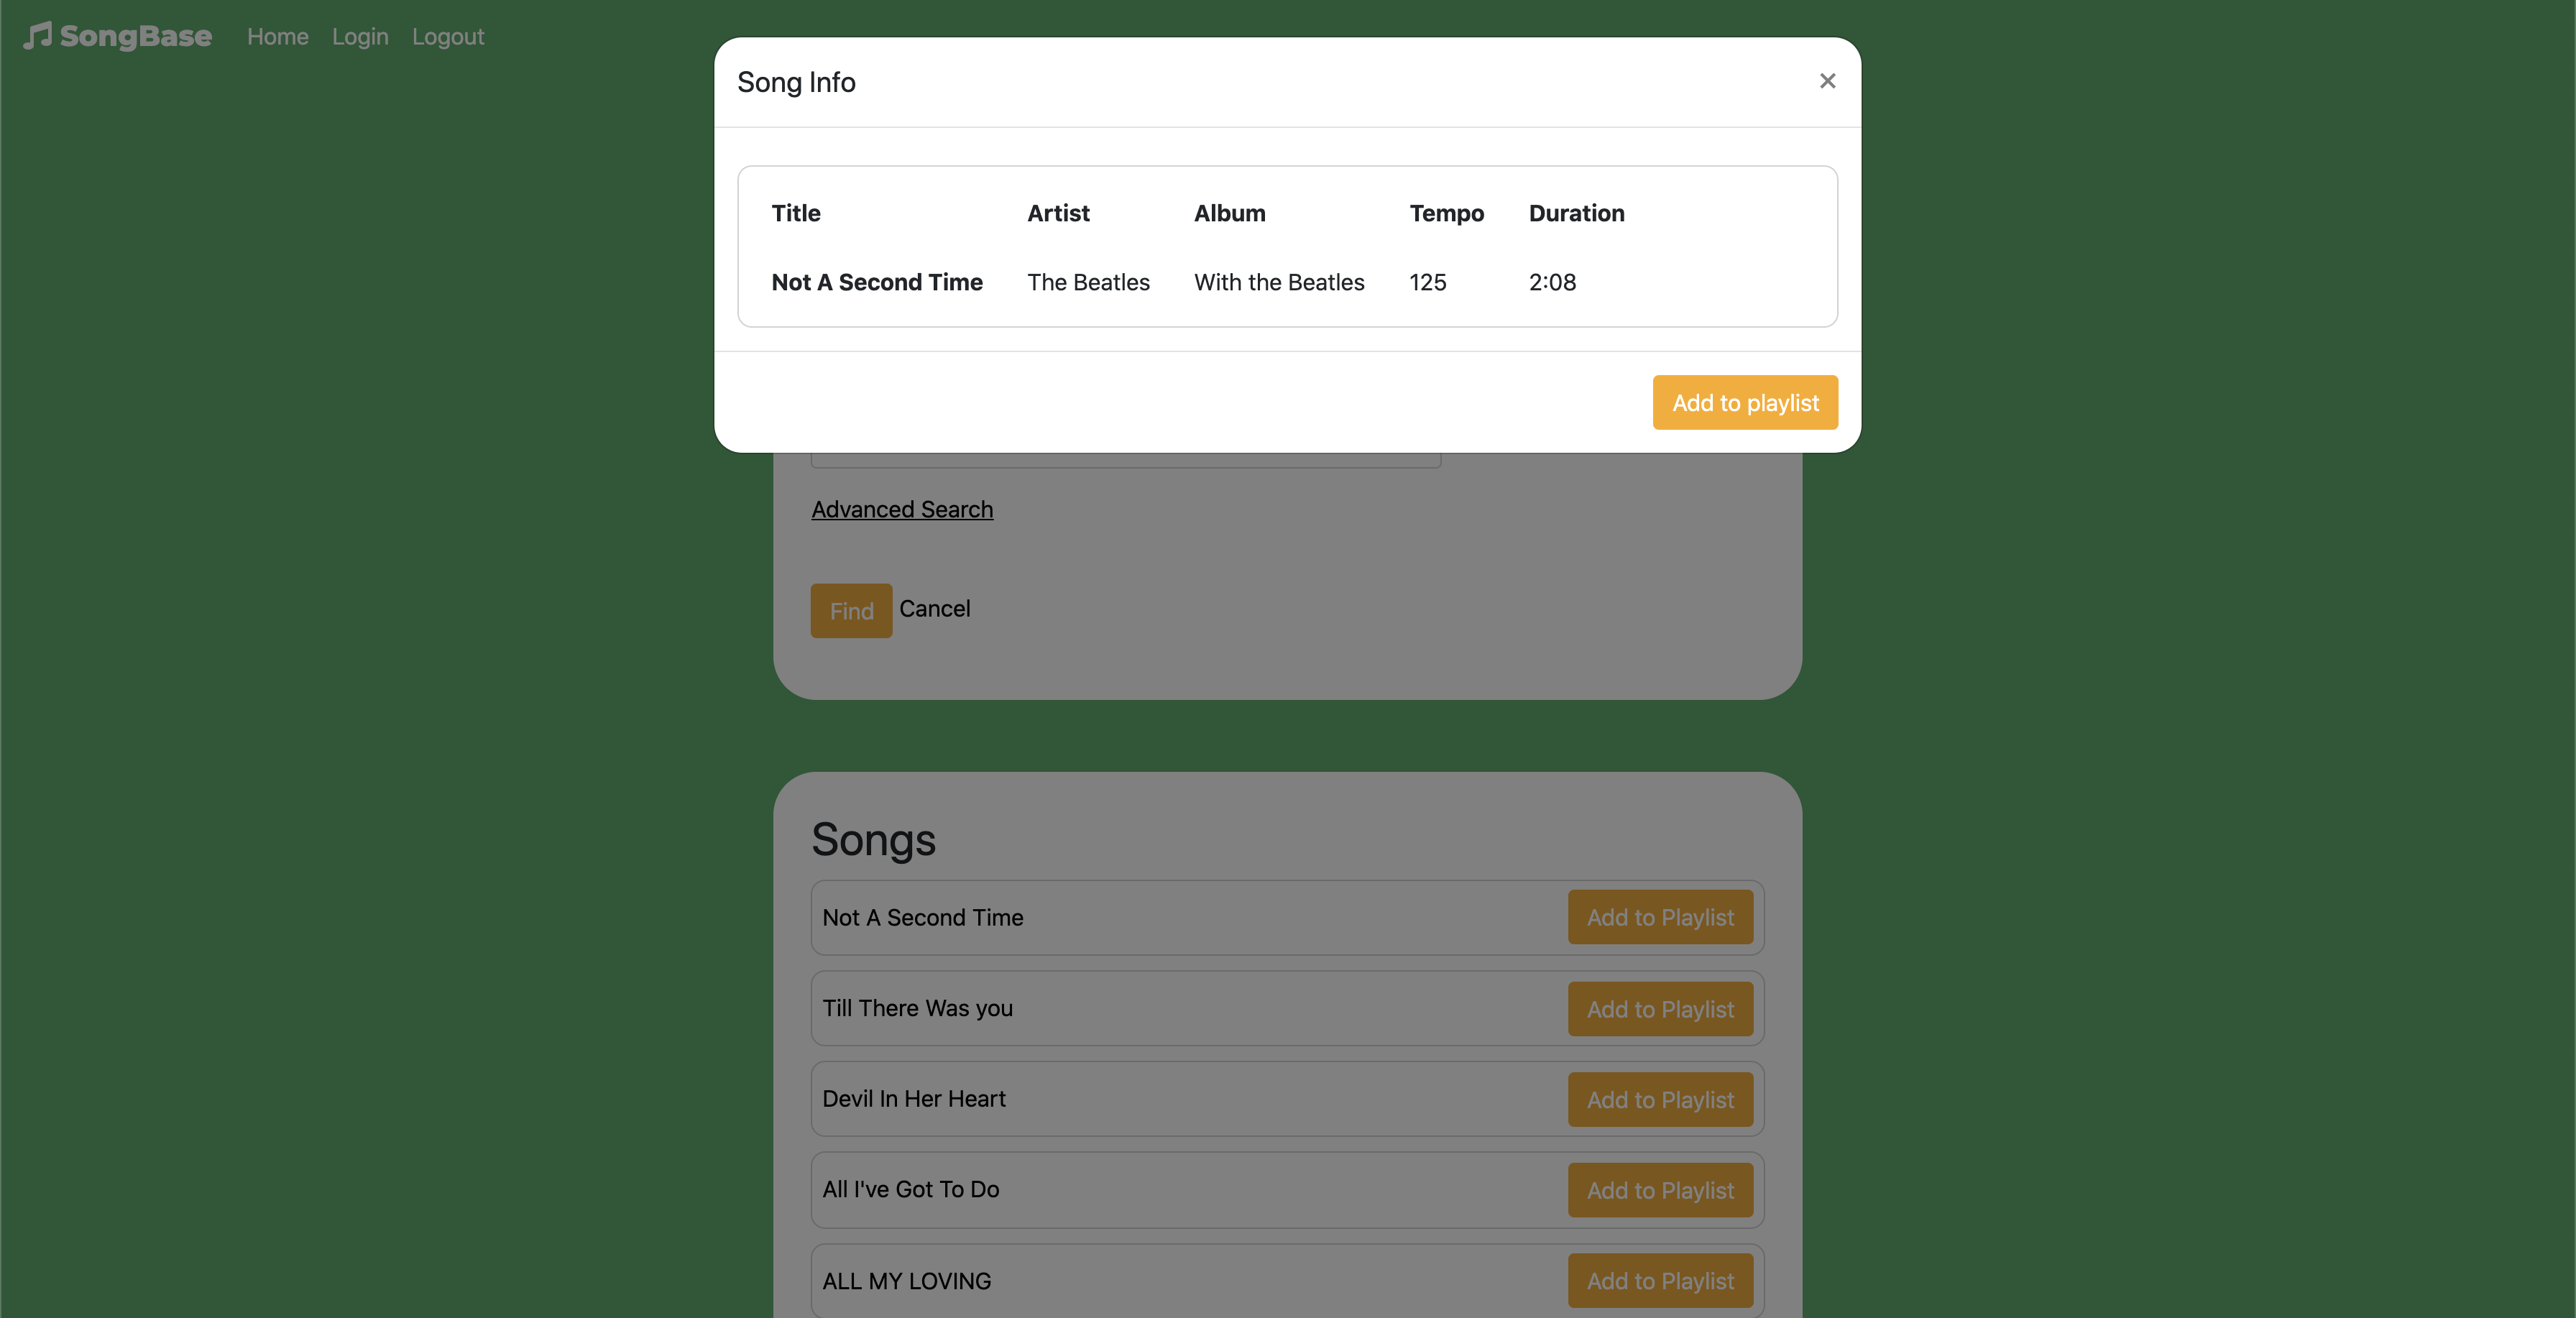 SongBase Home Login Logout
Song Info ×
Title Artist Album Tempo Duration
Not A Second Time The Beatles With the Beatles 125 2:08
Add to playlist
Advanced Search
Find Cancel
Songs
Not A Second Time Add to Playlist
Till There Was you Add to Playlist
Devil In Her Heart Add to Playlist
All I've Got To Do Add to Playlist
ALL MY LOVING Add to Playlist